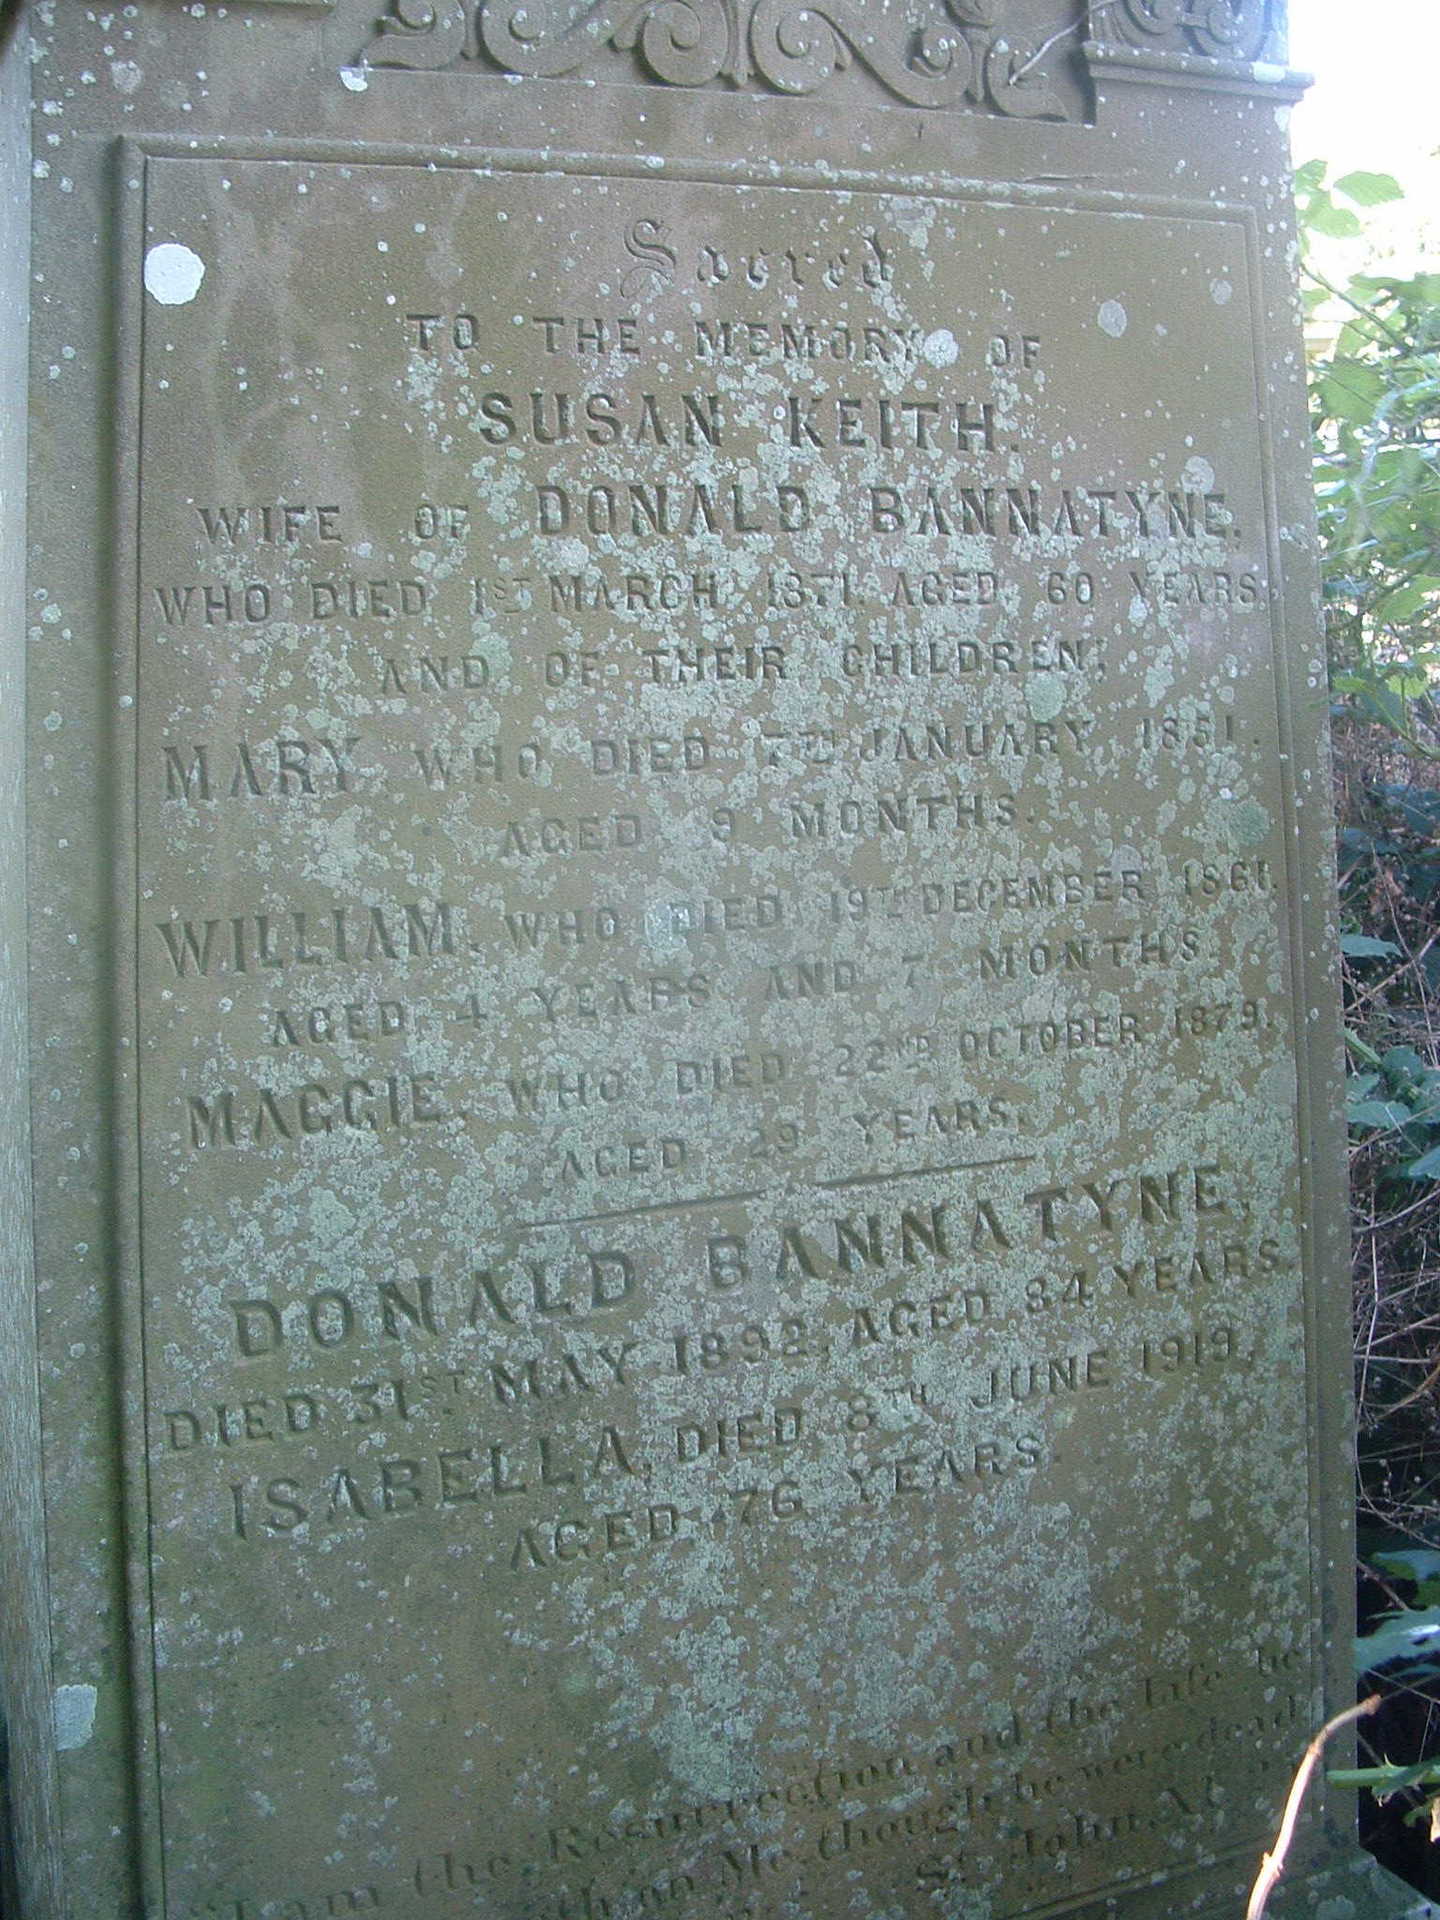 Sacred
TO THE MEMORY OF
SUSAN KEITH.
WIFE OF DONALD BANNATYNE.
WHO DIED 1ST MARCH 1871. AGED 60 YEARS.
AND OF THEIR CHILDREN;
MARY WHO DIED 7TH JANUARY 1851.
AGED 9 MONTHS.
WILLIAM, WHO DIED 19TH DECEMBER 1861.
AGED 4 YEARS AND 7 MONTHS.
MAGGIE, WHO DIED 22ND OCTOBER 1879.
AGED 29 YEARS.
DONALD BANNATYNE.
DIED 31ST MAY 1892, AGED 84 YEARS.
ISABELLA, DIED 8TH JUNE 1919,
AGED 76 YEARS.
"I am the Resurrection and the Life he
on Me, though he were dead
St. John